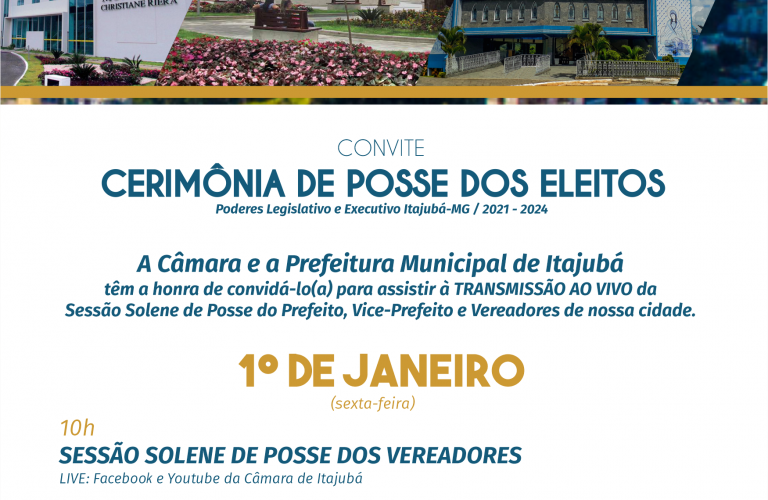 CHRISTIANE RIÊRA
CONVITE
CERIMÔNIA DE POSSE DOS ELEITOS
Poderes Legislativo e Executivo Itajubá-MG / 2021 - 2024
A Câmara e a Prefeitura Municipal de Itajubá
têm a honra de convidá-lo(a) para assistir à TRANSMISSÃO AO VIVO da
Sessão Solene de Posse do Prefeito, Vice-Prefeito e Vereadores de nossa cidade.
1º DE JANEIRO
(sexta-feira)
10h
SESSÃO SOLENE DE POSSE DOS VEREADORES
LIVE: Facebook e Youtube da Câmara de Itajubá